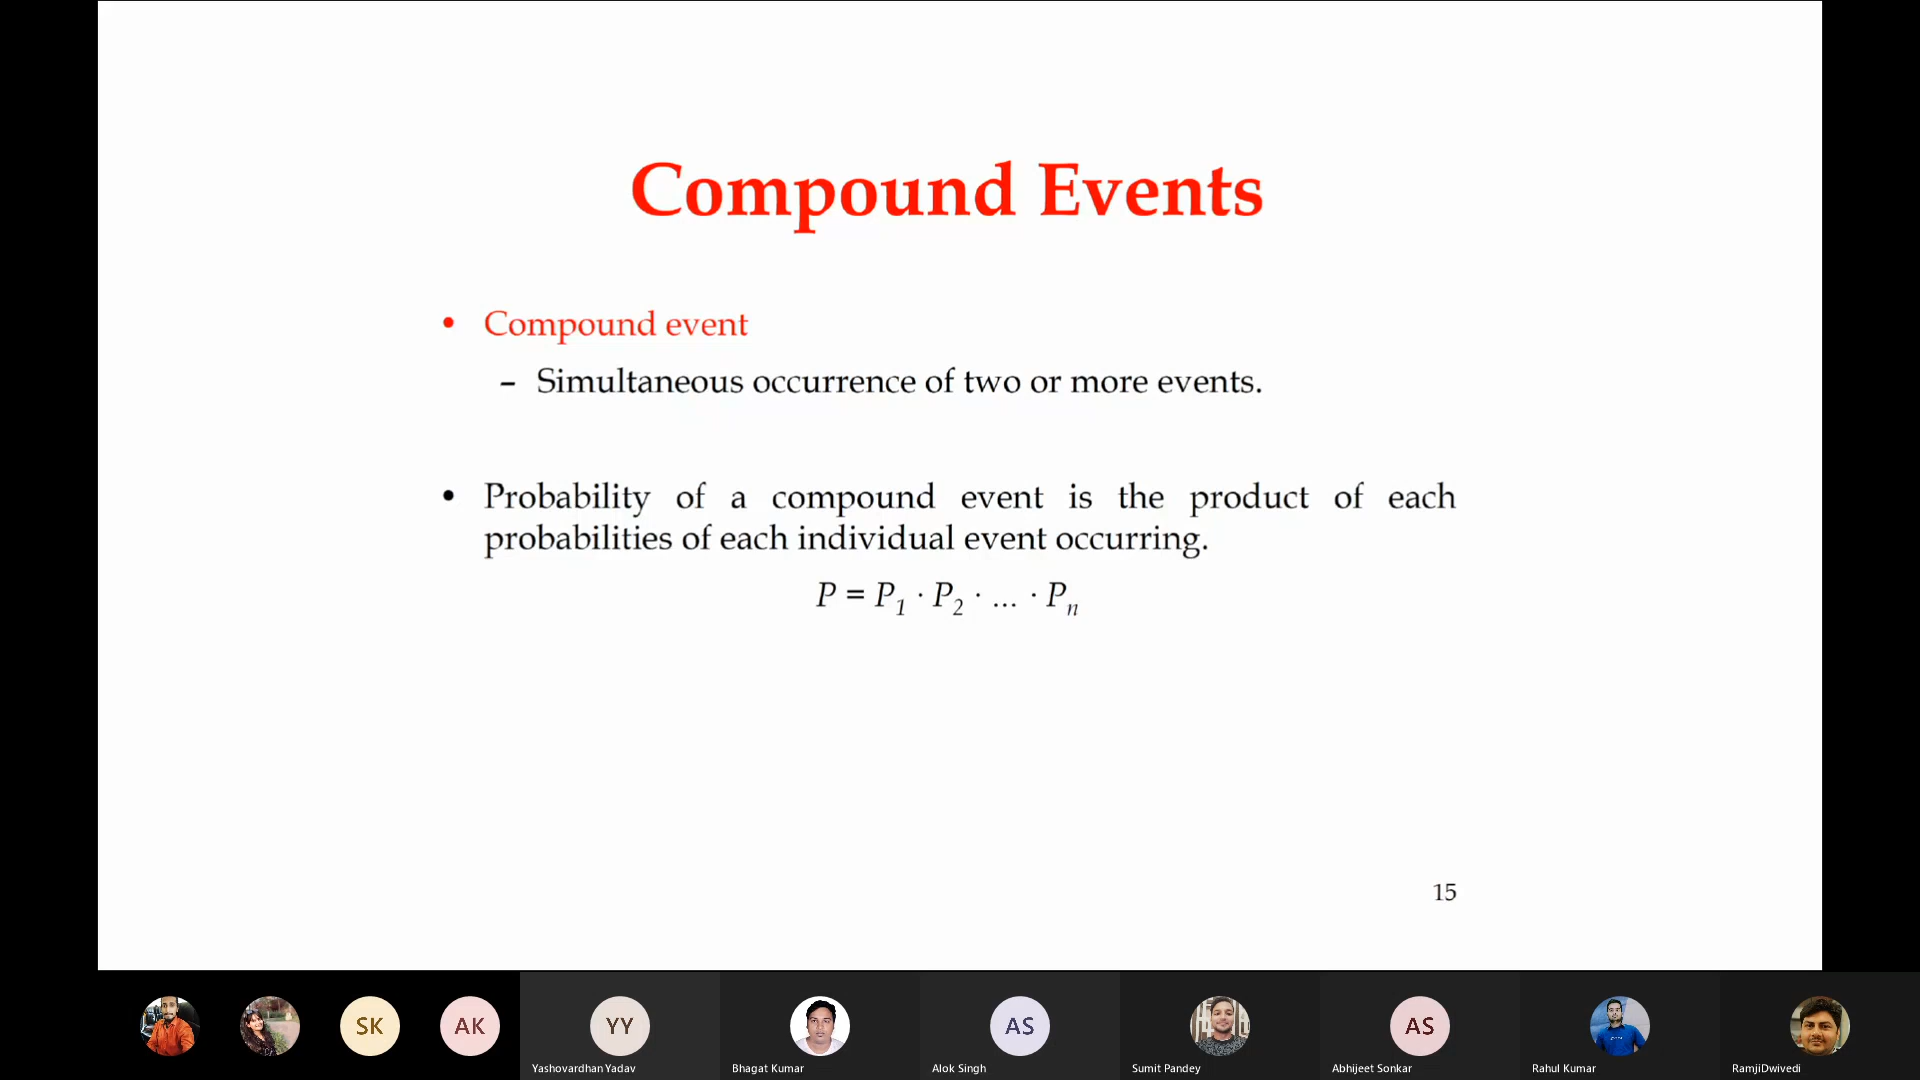 Compound Events
• Compound event
– Simultaneous occurrence of two or more events.
• Probability of a compound event is the product of each
probabilities of each individual event occurring.
P = P1 · P2 · ... · Pn
15
SK
AK
YY
AS
AS
Yashovardhan Yadav
Bhagat Kumar
Alok Singh
Sumit Pandey
Abhijeet Sonkar
Rahul Kumar
RamjiDwivedi